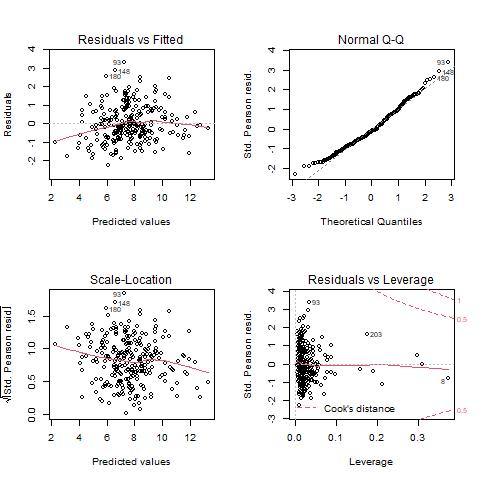 Residuals vs Fitted
Residuals
4
3
2
1
0
-1
-2
93
148
180
2 4 6 8 10 12
Predicted values
Normal Q-Q
Std. Pearson resid.
4
3
2
1
0
-1
-2
93
148
180
-3 -2 -1 0 1 2 3
Theoretical Quantiles
Scale-Location
√|Std. Pearson resid.|
1.5
1.0
0.5
0.0
93
148
180
2 4 6 8 10 12
Predicted values
Residuals vs Leverage
Std. Pearson resid.
4
3
2
1
0
-1
-2
-3
93
203
8
1
0.5
0.5
Cook's distance
0.0 0.1 0.2 0.3
Leverage